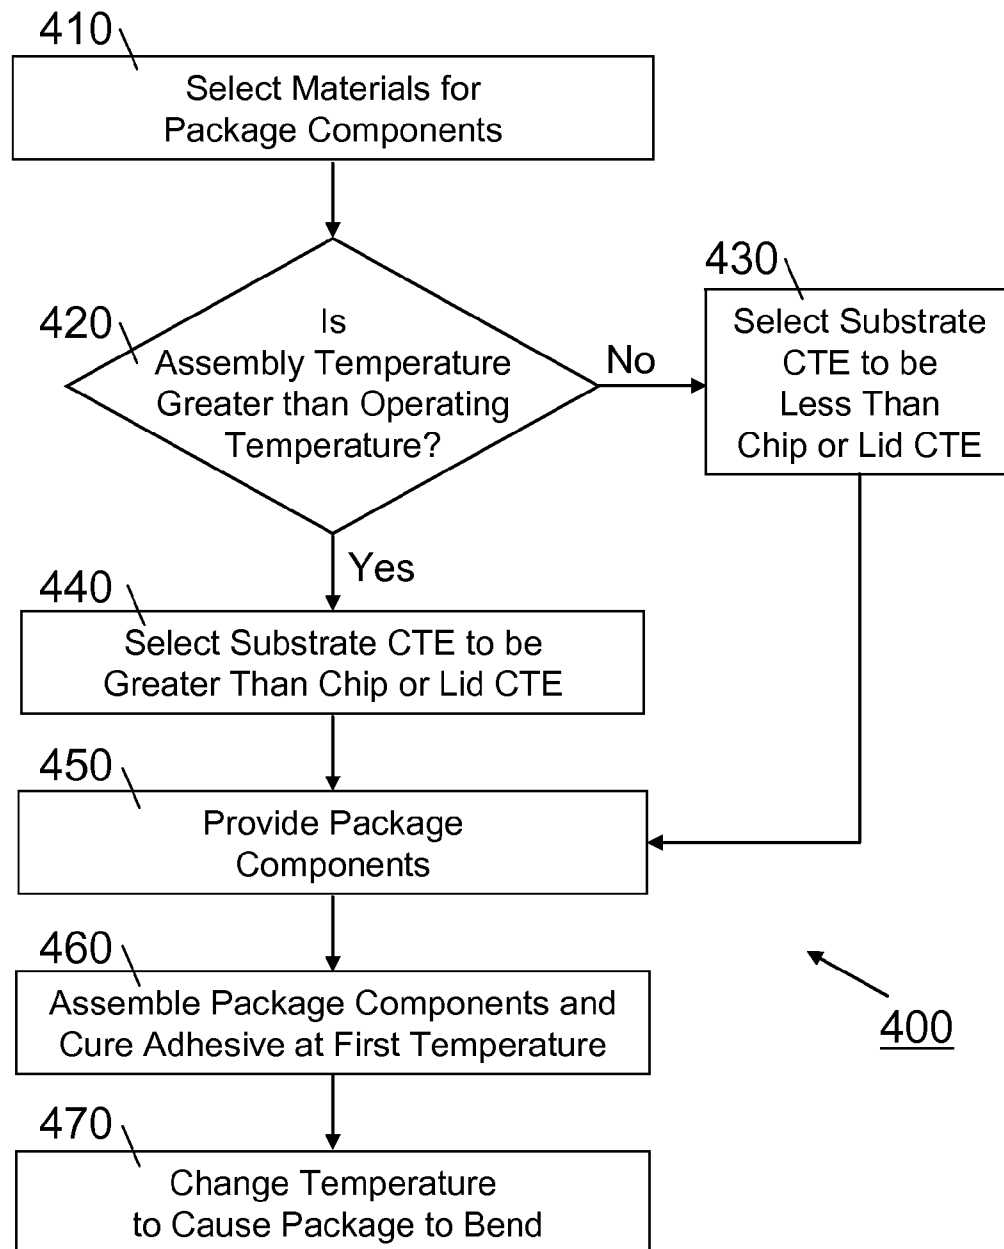 410
Select Materials for
Package Components
420
Is
Assembly Temperature
Greater than Operating
Temperature?
No
430
Select Substrate
CTE to be
Less Than
Chip or Lid CTE
Yes
440
Select Substrate CTE to be
Greater Than Chip or Lid CTE
450
Provide Package
Components
460
Assemble Package Components and
Cure Adhesive at First Temperature
400
470
Change Temperature
to Cause Package to Bend